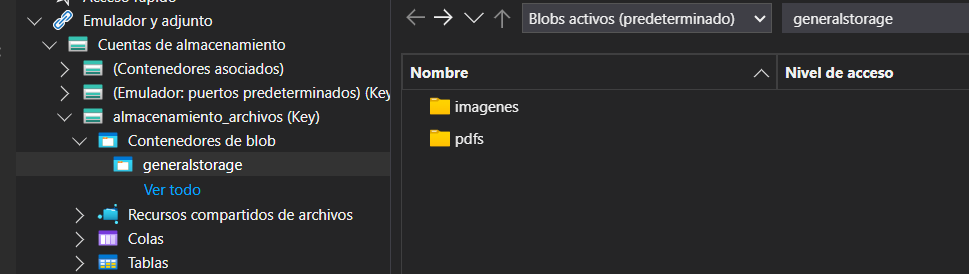 Acceso rápido
Emulador y adjunto
Cuentas de almacenamiento
(Contenedores asociados)
(Emulador: puertos predeterminados) (Key
almacenamiento_archivos (Key)
Contenedores de blob
generalstorage
Ver todo
Recursos compartidos de archivos
Colas
Tablas
Blobs activos (predeterminado)
generalstorage
Nombre
Nivel de acceso
imagenes
pdfs